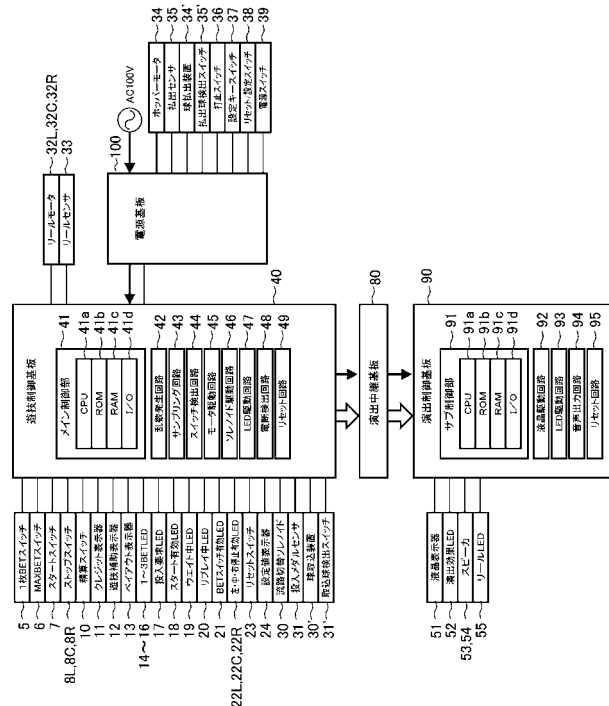 32L,32C,32R
33
リールモータ
リールセンサ
AC100V
100
電源基板
34
35
34'
35'
36
37
38
39
ホッパーモータ
払出センサ
球払出装置
払出球検出スイッチ
打止スイッチ
設定キースイッチ
リセット/設定スイッチ
電源スイッチ
遊技制御基板
40
メイン制御部
41
CPU
ROM
RAM
I/O
41a
41b
41c
41d
乱数発生回路
サンプリング回路
スイッチ検出回路
モータ駆動回路
ソレノイド駆動回路
LED駆動回路
電断検出回路
リセット回路
42
43
44
45
46
47
48
49
5
6
7
8L,8C,8R
10
11
12
13
14〜16
17
18
19
20
21
22L,22C,22R
23
24
30
31
30'
31'
1枚BETスイッチ
MAXBETスイッチ
スタートスイッチ
ストップスイッチ
精算スイッチ
クレジット表示器
遊技補助表示器
ペイアウト表示器
1〜3BETLED
投入要求LED
スタート有効LED
ウェイト中LED
リプレイ中LED
BETスイッチ有効LED
左・中・右停止有効LED
リセットスイッチ
設定値表示器
流路切替ソレノイド
投入メダルセンサ
球取込装置
取込球検出スイッチ
演出中継基板
80
演出制御基板
90
サブ制御部
91
CPU
ROM
RAM
I/O
91a
91b
91c
91d
液晶駆動回路
LED駆動回路
音声出力回路
リセット回路
92
93
94
95
51
52
53,54
55
液晶表示器
演出効果LED
スピーカ
リールLED